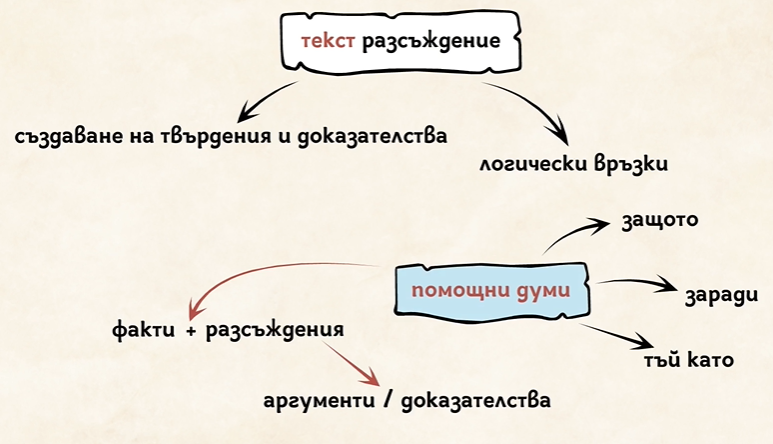 текст разсъждение
създаване на твърдения и доказателства
логически връзки
защото
помощни думи
заради
факти + разсъждения
тъй като
аргументи / доказателства